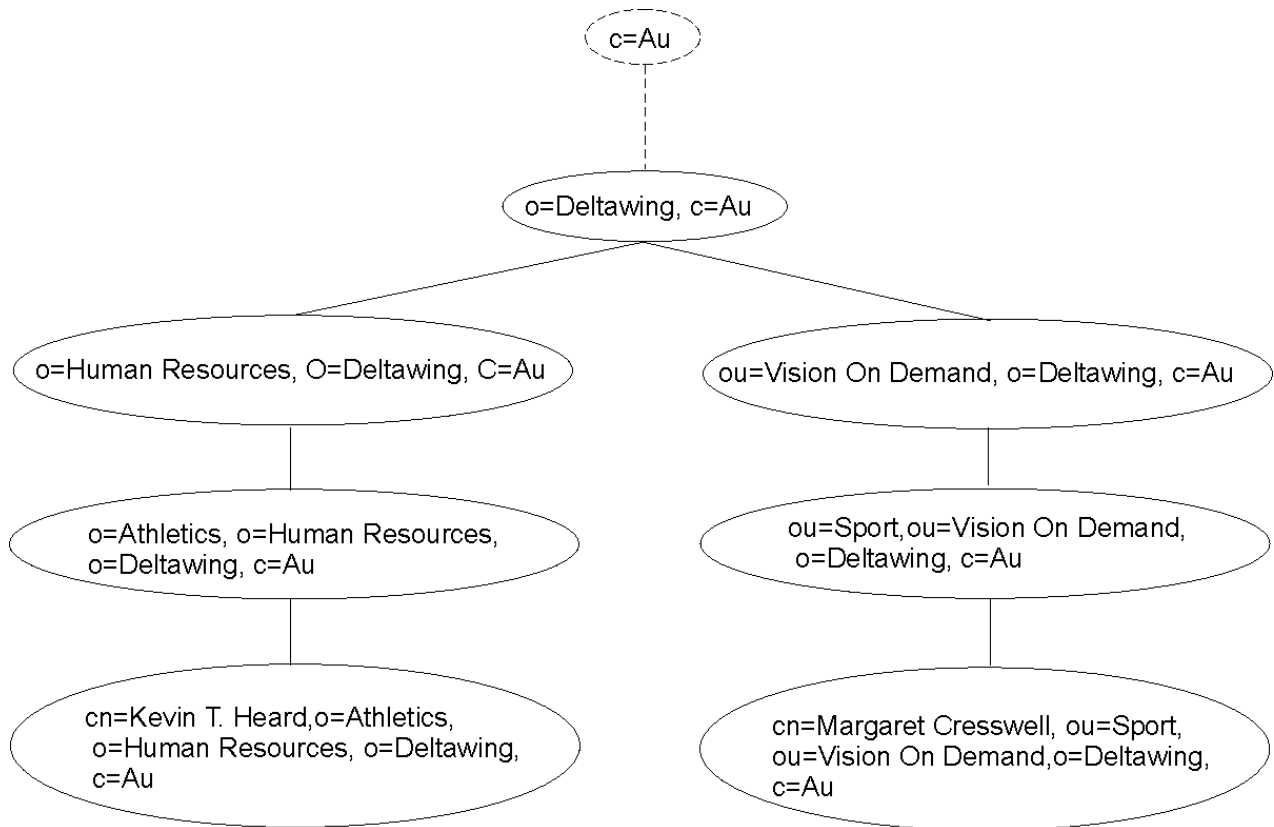 c=Au
o=Deltawing, c=Au
o=Human Resources, O=Deltawing, C=Au
ou=Vision On Demand, o=Deltawing, c=Au
o=Athletics, o=Human Resources,
o=Deltawing, c=Au
ou=Sport,ou=Vision On Demand,
o=Deltawing, c=Au
cn=Kevin T. Heard,o=Athletics,
o=Human Resources, o=Deltawing,
c=Au
cn=Margaret Cresswell, ou=Sport,
ou=Vision On Demand,o=Deltawing,
c=Au